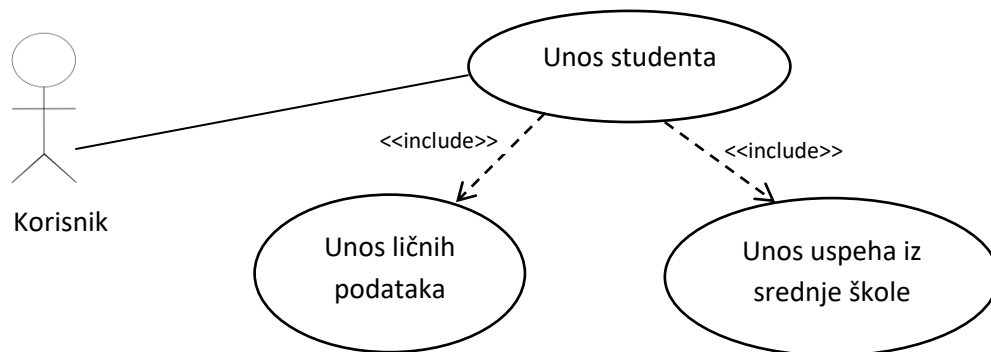 Unos studenta
<<include>>
<<include>>
Korisnik
Unos ličnih
podataka
Unos uspeha iz
srednje škole